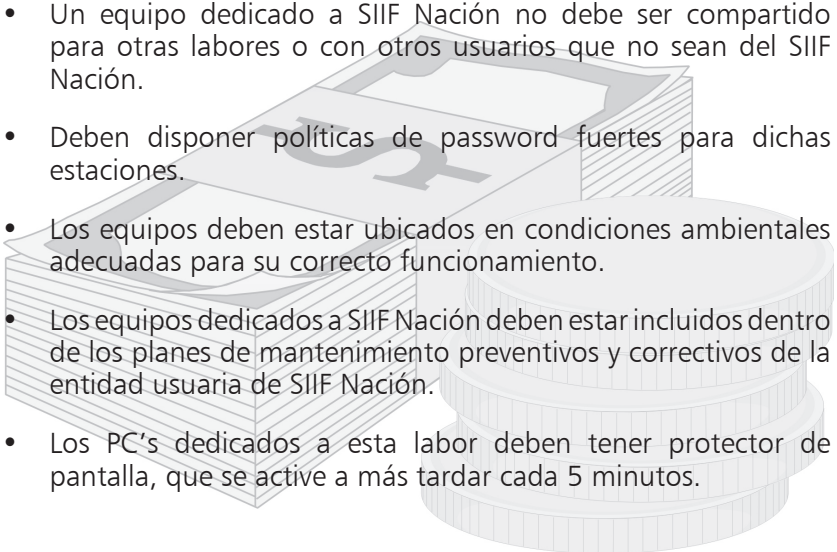 • Un equipo dedicado a SIIF Nación no debe ser compartido
para otras labores o con otros usuarios que no sean del SIIF
Nación.
• Deben disponer políticas de password fuertes para dichas
estaciones.
• Los equipos deben estar ubicados en condiciones ambientales
adecuadas para su correcto funcionamiento.
• Los equipos dedicados a SIIF Nación deben estar incluidos dentro
de los planes de mantenimiento preventivos y correctivos de la
entidad usuaria de SIIF Nación.
• Los PC's dedicados a esta labor deben tener protector de
pantalla, que se active a más tardar cada 5 minutos.